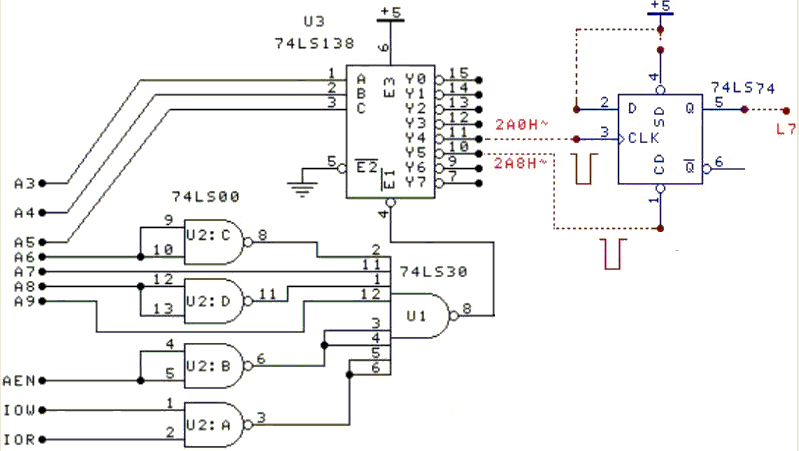 +5
U3
74LS138
6
E3
1
2
3
A
B
C
Y0
Y1
Y2
Y3
Y4
Y5
Y6
Y7
15
14
13
12
11
10
9
7
5
E2
E1
4
2A0H~
2A8H~
+5
4
74LS74
2
D
SD
Q
5
L7
3
CLK
CD
Q
6
1
A3
A4
A5
A6
A7
A8
A9
74LS00
9
10
U2:C
8
12
13
U2:D
11
4
5
U2:B
6
1
2
U2:A
3
AEN
IOW
IOR
74LS30
2
11
1
12
3
4
5
6
U1
8